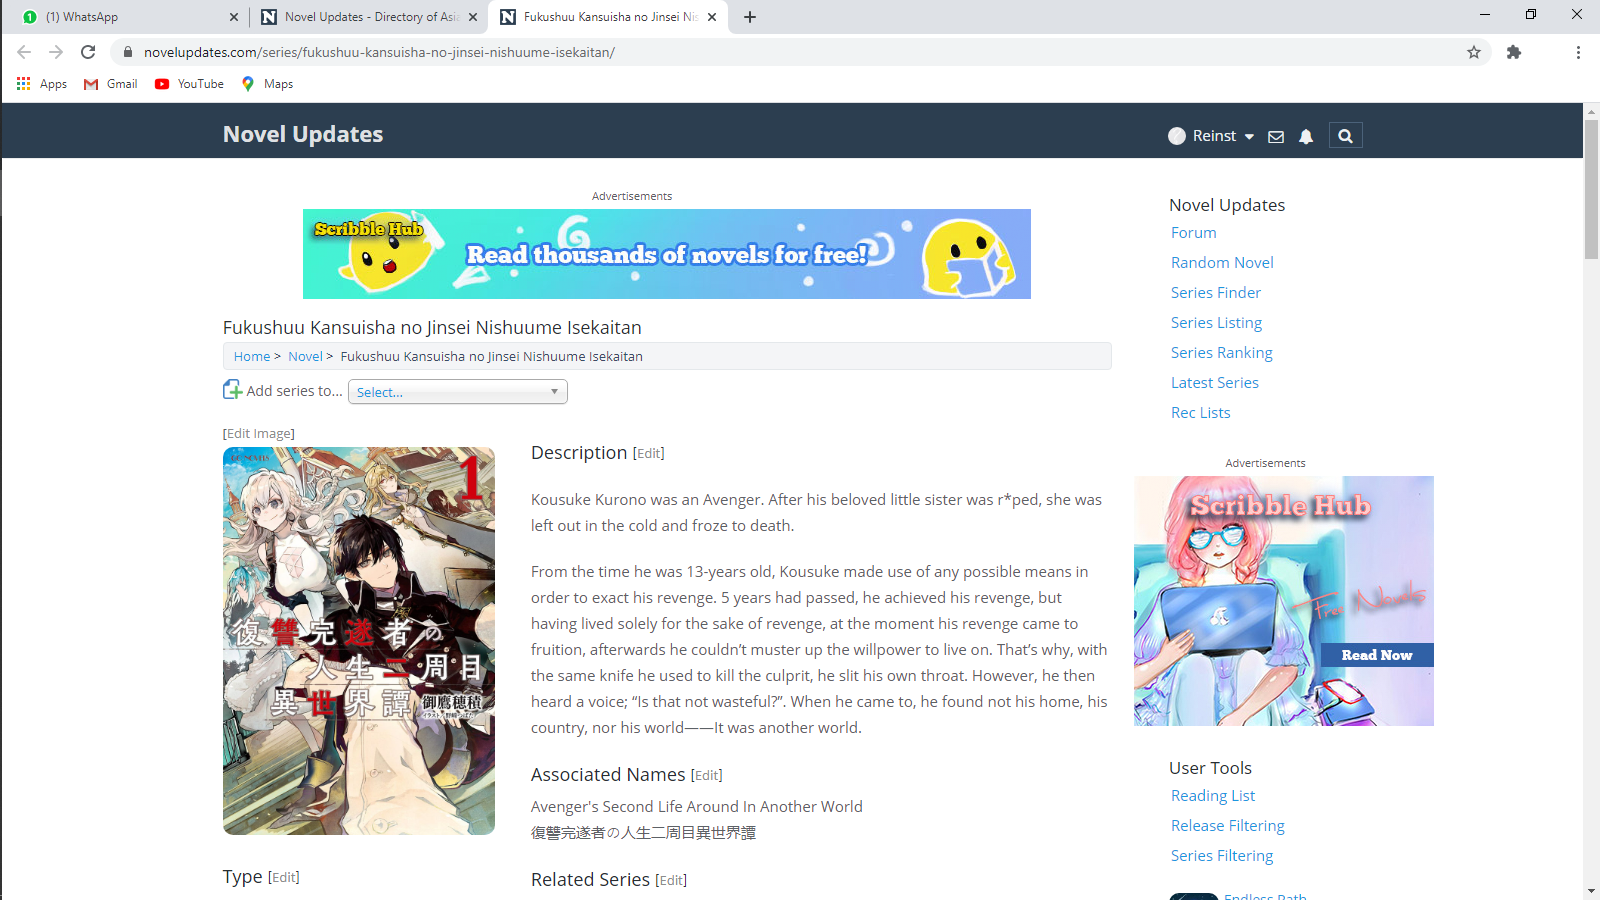 (1) WhatsApp
Novel Updates - Directory of Asia
Fukushuu Kansuisha no Jinsei Nis
novelupdates.com/series/fukushuu-kansuisha-no-jinsei-nishuume-isekaitan/
Apps
Gmail
YouTube
Maps
Novel Updates
Reinst
Advertisements
Scribble Hub
Read thousands of novels for free!
Fukushuu Kansuisha no Jinsei Nishuume Isekaitan
Home > Novel > Fukushuu Kansuisha no Jinsei Nishuume Isekaitan
Add series to... Select...
[Edit Image]
1
復讐完遂者の
人生二周目
異世界譚
御鷹穂積
Type [Edit]
Description [Edit]
Kousuke Kurono was an Avenger. After his beloved little sister was r*ped, she was
left out in the cold and froze to death.
From the time he was 13-years old, Kousuke made use of any possible means in
order to exact his revenge. 5 years had passed, he achieved his revenge, but
having lived solely for the sake of revenge, at the moment his revenge came to
fruition, afterwards he couldn’t muster up the willpower to live on. That’s why, with
the same knife he used to kill the culprit, he slit his own throat. However, he then
heard a voice; “Is that not wasteful?”. When he came to, he found not his home, his
country, nor his world——It was another world.
Associated Names [Edit]
Avenger's Second Life Around In Another World
復讐完遂者の人生二周目異世界譚
Related Series [Edit]
Novel Updates
Forum
Random Novel
Series Finder
Series Listing
Series Ranking
Latest Series
Rec Lists
Advertisements
Scribble Hub
Free Novels
Read Now
User Tools
Reading List
Release Filtering
Series Filtering
Endless Path